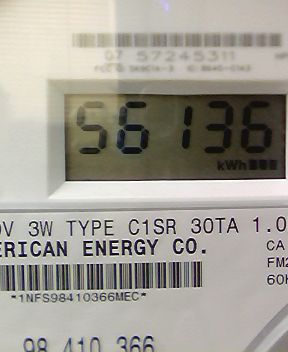 G7 57245311
56136
kWh
0V 3W TYPE C1SR 30TA 1.0
ERICAN ENERGY CO.
CA
FM2
60H
*1NFS98410366MEC*
98 410 366